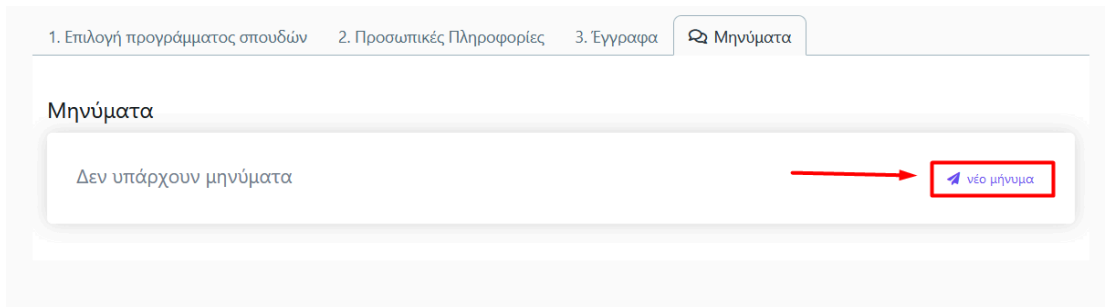 1. Επιλογή προγράμματος σπουδών 2. Προσωπικές Πληροφορίες 3. Έγγραφα Μηνύματα
Μηνύματα
Δεν υπάρχουν μηνύματα νέο μήνυμα